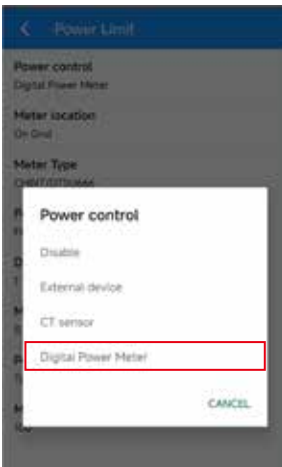 Power Limit
Power control
Digital Power Meter
Meter location
On Grid
Meter Type
Power control
Disable
External device
CT sensor
Digital Power Meter
CANCEL